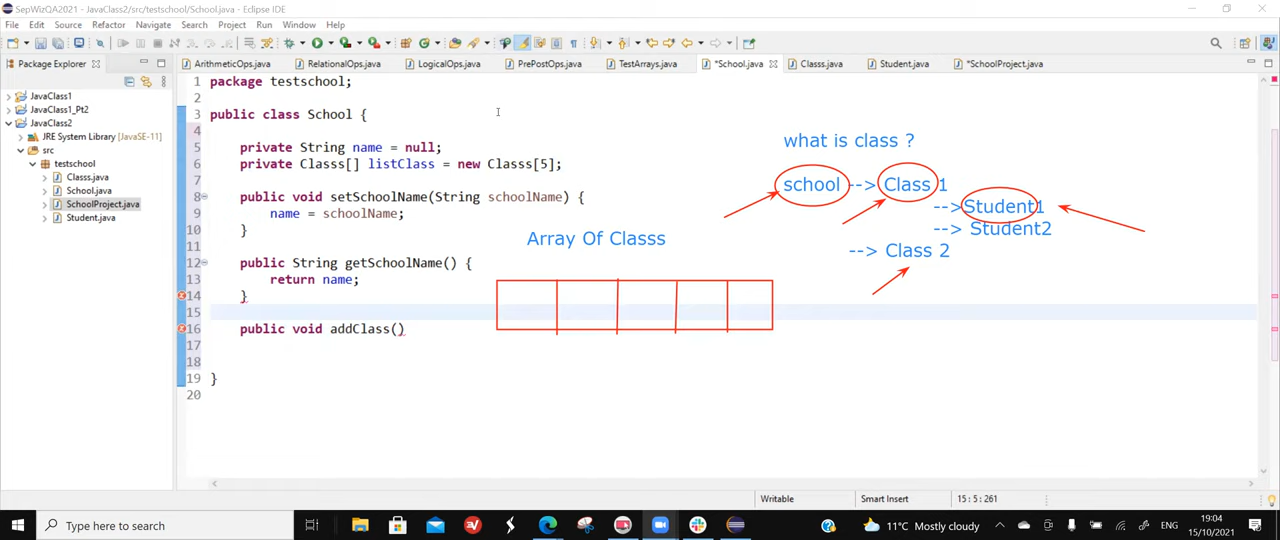 SepWizQA2021 - JavaClass2/src/testschool/School.java - Eclipse IDE
File Edit Source Refactor Navigate Search Project Run Window Help
Package Explorer
ArithmeticOps.java RelationalOps.java LogicalOps.java PrePostOps.java TestArrays.java *School.java Classs.java Student.java *SchoolProject.java
JavaClass1
JavaClass1_Pt2
JavaClass2
JRE System Library [JavaSE-11]
src
testschool
Classs.java
School.java
SchoolProject.java
Student.java
1 package testschool;
2
3 public class School {
4
5 private String name = null;
6 private Classs[] listClass = new Classs[5];
7
8 public void setSchoolName(String schoolName) {
9 name = schoolName;
10 }
11
12 public String getSchoolName() {
13 return name;
14 }
15
16 public void addClass()
17
18
19 }
20
what is class ?
school --> Class 1
-->Student1
--> Student2
--> Class 2
Array Of Classs
Writable Smart Insert 15 : 5 : 261
Type here to search
11°C Mostly cloudy
ENG
19:04
15/10/2021